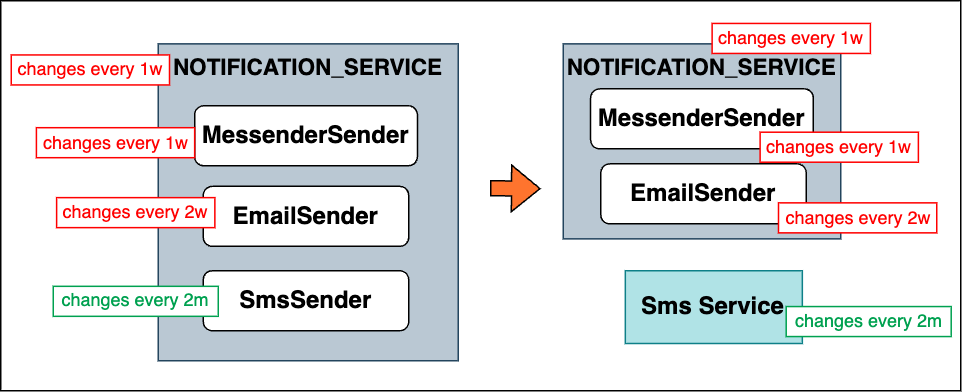 changes every 1w
NOTIFICATION_SERVICE
changes every 1w
MessenderSender
changes every 2w
EmailSender
changes every 2m
SmsSender
changes every 1w
NOTIFICATION_SERVICE
MessenderSender
changes every 1w
EmailSender
changes every 2w
Sms Service
changes every 2m